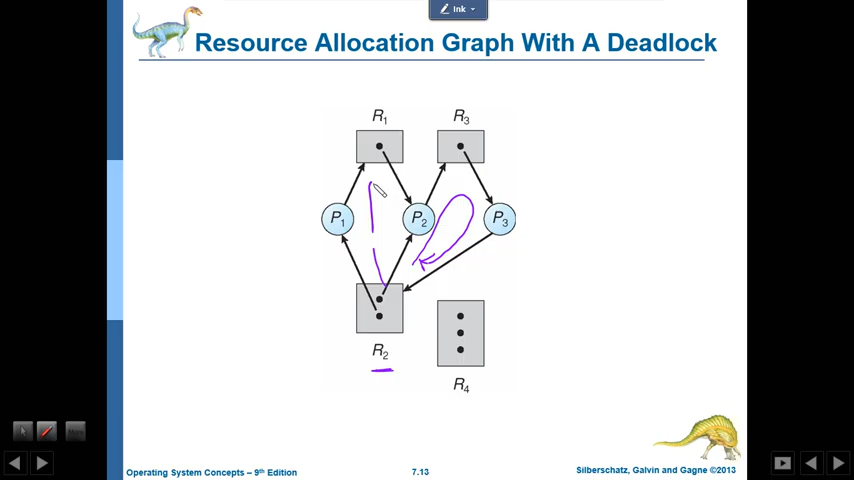 Ink
Resource Allocation Graph With A Deadlock
R1 R3
P1 P2 P3
R2
R4
Operating System Concepts – 9th Edition 7.13 Silberschatz, Galvin and Gagne ©2013